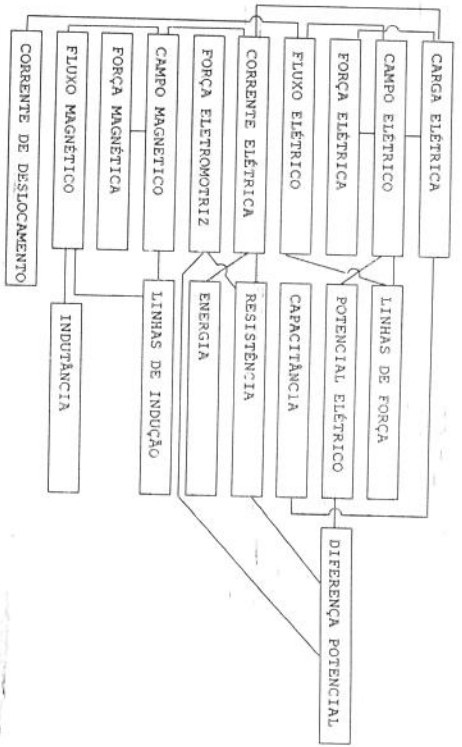 CARGA ELÉTRICA
CAMPO ELÉTRICO
FORÇA ELÉTRICA
FLUXO ELÉTRICO
CORRENTE ELÉTRICA
FORÇA ELETROMOTRIZ
CAMPO MAGNETICO
FORÇA MAGNÉTICA
FLUXO MAGNÉTICO
CORRENTE DE DESLOCAMENTO
LINHAS DE FORÇA
POTENCIAL ELÉTRICO
CAPACITÂNCIA
RESISTÊNCIA
ENERGIA
LINHAS DE INDUÇÃO
INDUTÂNCIA
DIFERENÇA POTENCIAL